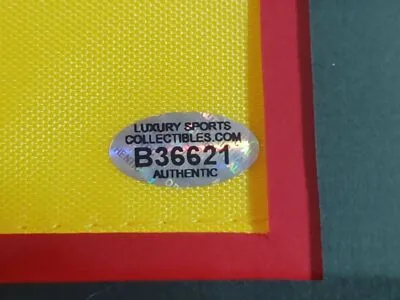 LUXURY SPORTS
COLLECTIBLES.COM
B36621
AUTHENTIC